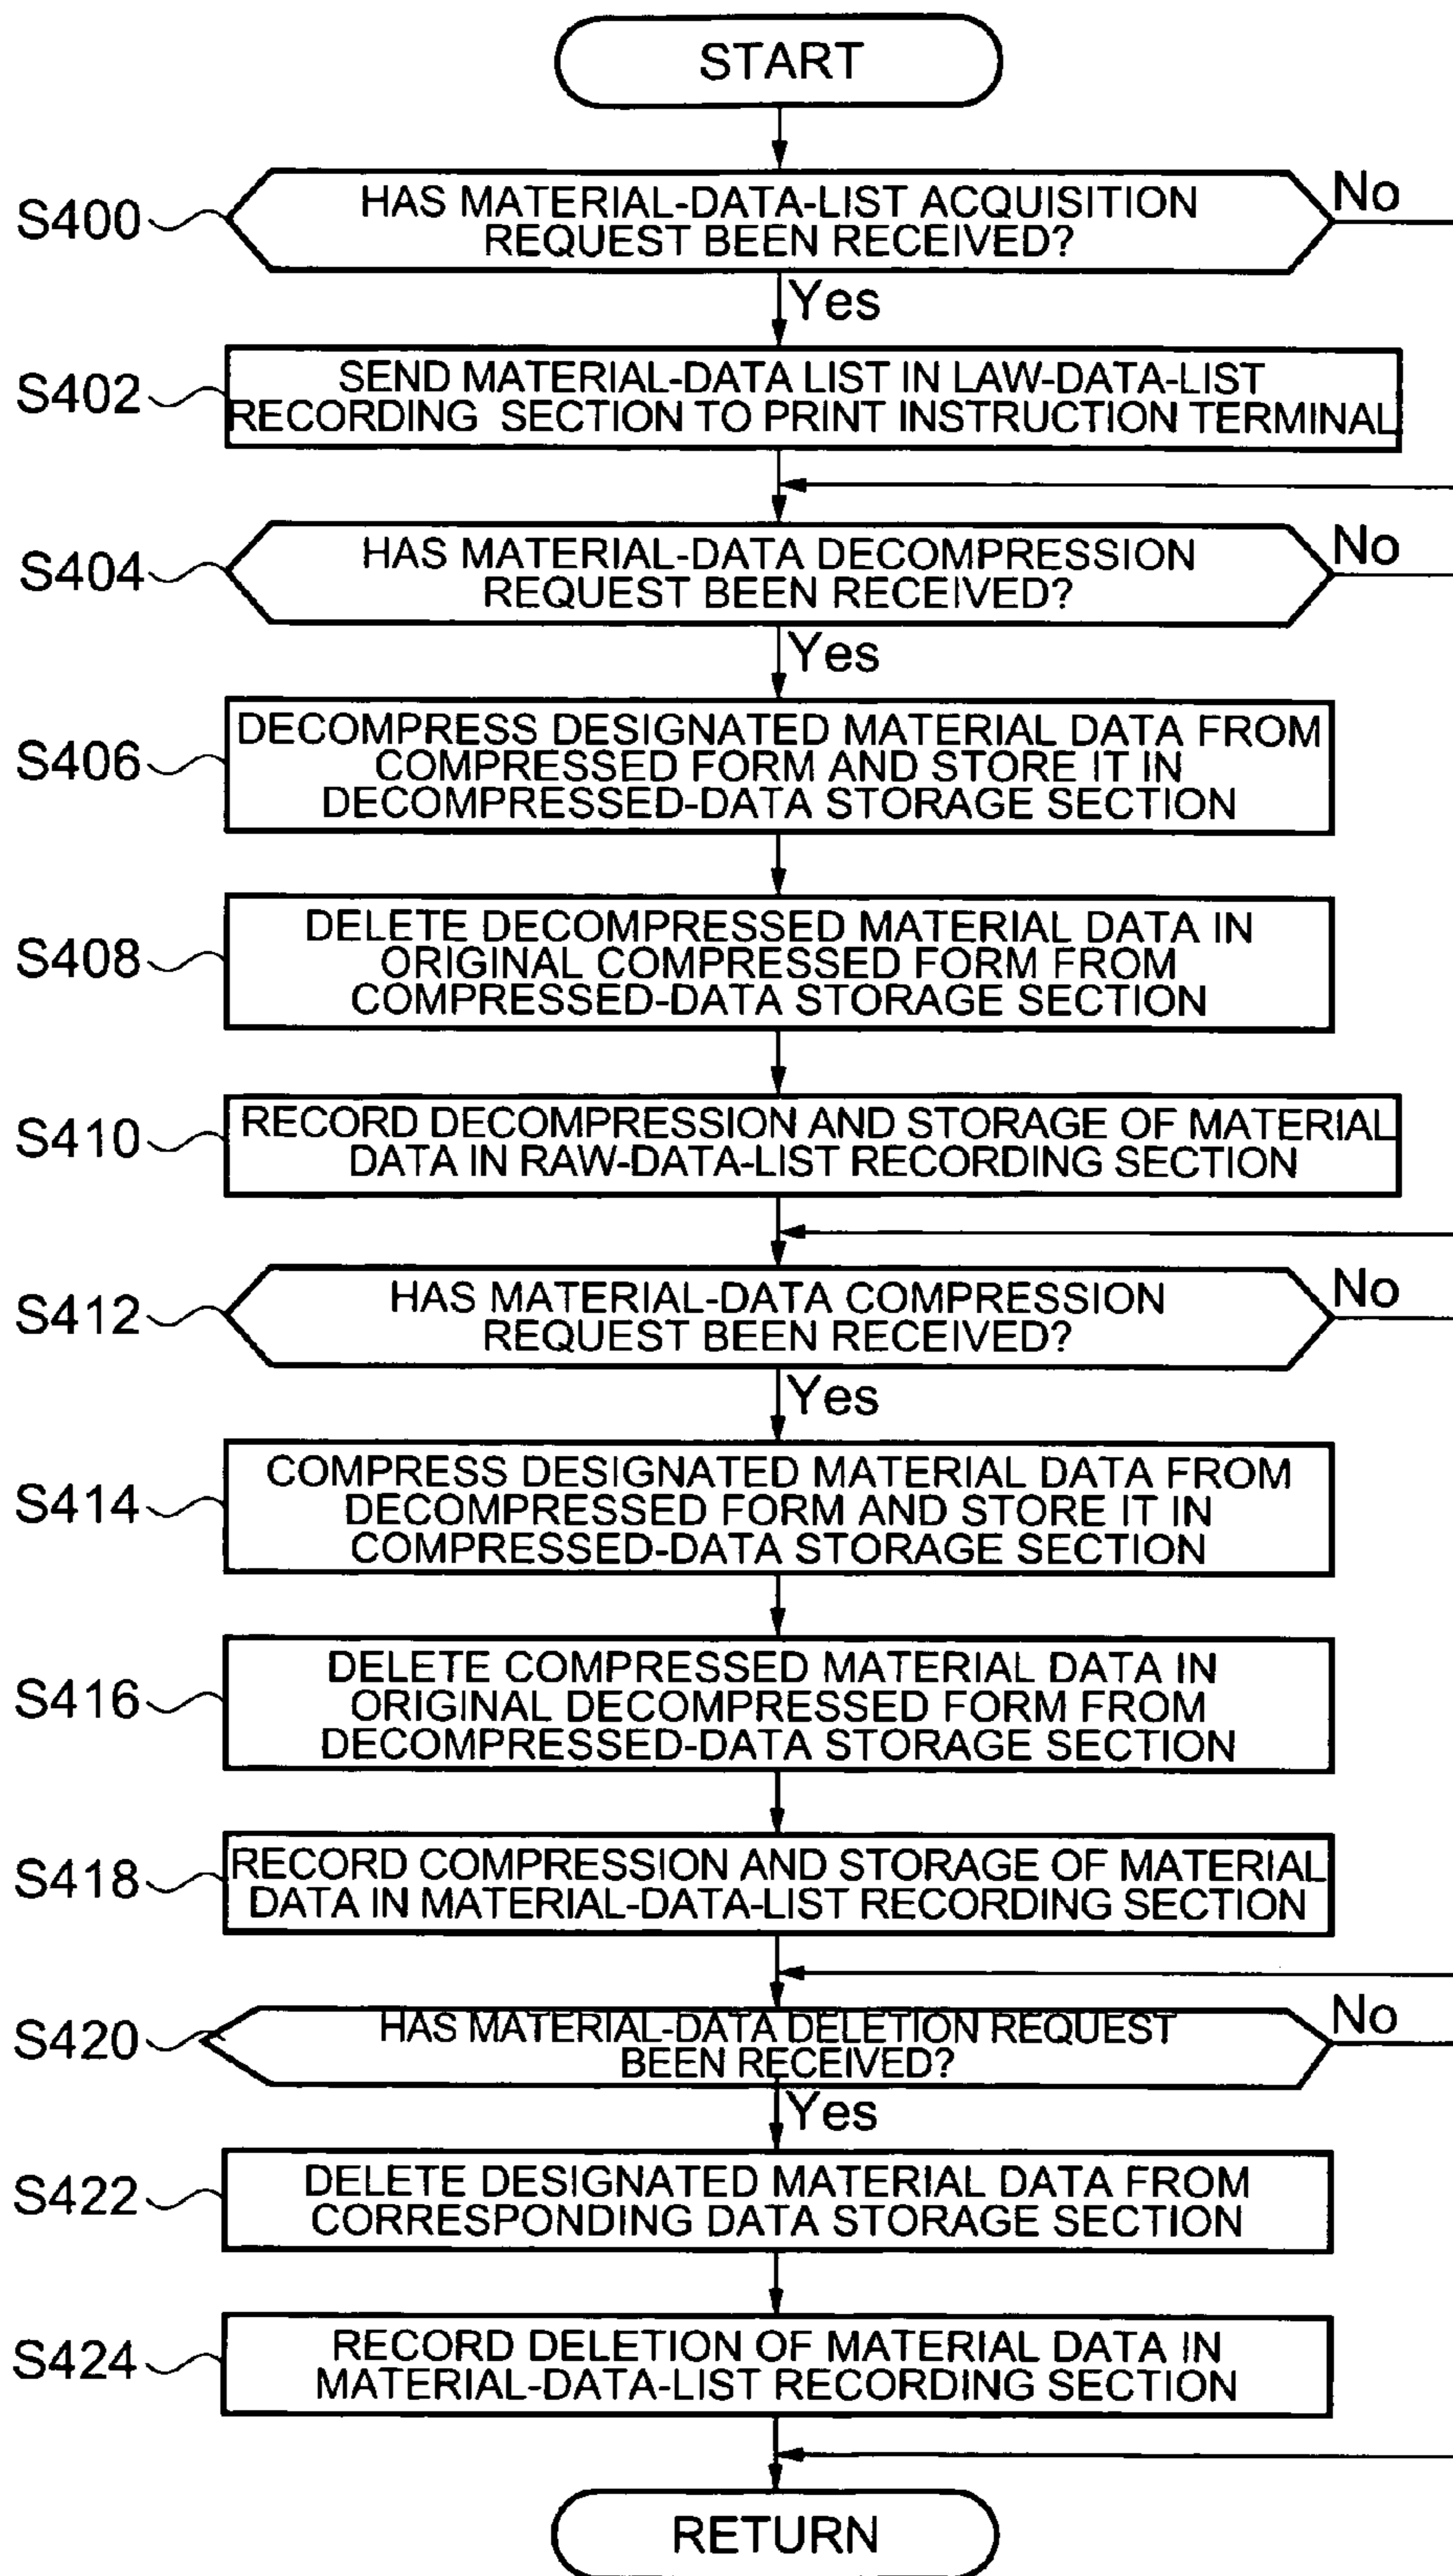 START
S400
HAS MATERIAL-DATA-LIST ACQUISITION
REQUEST BEEN RECEIVED?
No
Yes
S402
SEND MATERIAL-DATA LIST IN LAW-DATA-LIST
RECORDING SECTION TO PRINT INSTRUCTION TERMINAL
S404
HAS MATERIAL-DATA DECOMPRESSION
REQUEST BEEN RECEIVED?
No
Yes
S406
DECOMPRESS DESIGNATED MATERIAL DATA FROM
COMPRESSED FORM AND STORE IT IN
DECOMPRESSED-DATA STORAGE SECTION
S408
DELETE DECOMPRESSED MATERIAL DATA IN
ORIGINAL COMPRESSED FORM FROM
COMPRESSED-DATA STORAGE SECTION
S410
RECORD DECOMPRESSION AND STORAGE OF MATERIAL
DATA IN RAW-DATA-LIST RECORDING SECTION
S412
HAS MATERIAL-DATA COMPRESSION
REQUEST BEEN RECEIVED?
No
Yes
S414
COMPRESS DESIGNATED MATERIAL DATA FROM
DECOMPRESSED FORM AND STORE IT IN
COMPRESSED-DATA STORAGE SECTION
S416
DELETE COMPRESSED MATERIAL DATA IN
ORIGINAL DECOMPRESSED FORM FROM
DECOMPRESSED-DATA STORAGE SECTION
S418
RECORD COMPRESSION AND STORAGE OF MATERIAL
DATA IN MATERIAL-DATA-LIST RECORDING SECTION
S420
HAS MATERIAL-DATA DELETION REQUEST
BEEN RECEIVED?
No
Yes
S422
DELETE DESIGNATED MATERIAL DATA FROM
CORRESPONDING DATA STORAGE SECTION
S424
RECORD DELETION OF MATERIAL DATA IN
MATERIAL-DATA-LIST RECORDING SECTION
RETURN